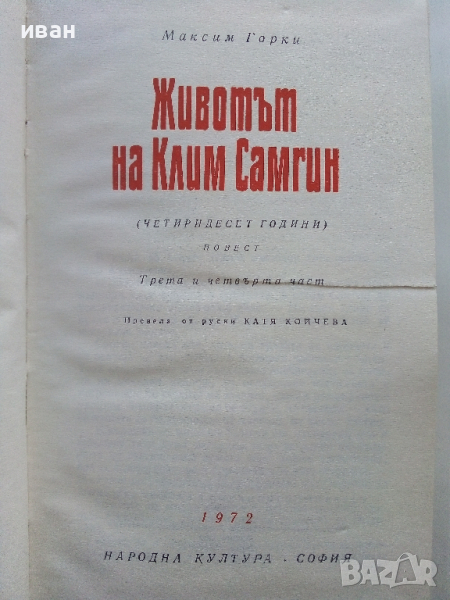 иван
Максим Горки
Животът
на Клим Самгин
(ЧЕТИРИДЕСЕТ ГОДИНИ)
ПОВЕСТ
Трета и четвърта част
Превела от руски КАТЯ КОЙЧЕВА
1972
НАРОДНА КУЛТУРА - СОФИЯ
BAZAR